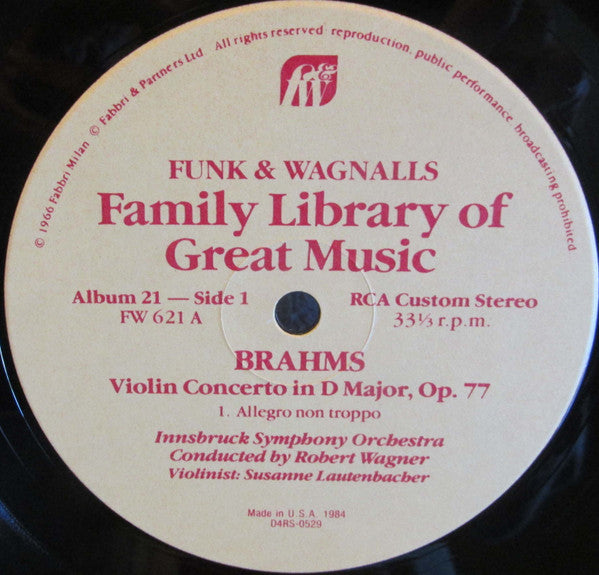 © 1966 Fabbri Milan © Fabbri & Partners Ltd All rights reserved reproduction, public performance, broadcasting prohibited
f&w
FUNK & WAGNALLS
Family Library of
Great Music
Album 21 — Side 1
FW 621 A
RCA Custom Stereo
33⅓ r.p.m.
BRAHMS
Violin Concerto in D Major, Op. 77
1. Allegro non troppo
Innsbruck Symphony Orchestra
Conducted by Robert Wagner
Violinist: Susanne Lautenbacher
Made in U.S.A. 1984
D4RS-0529